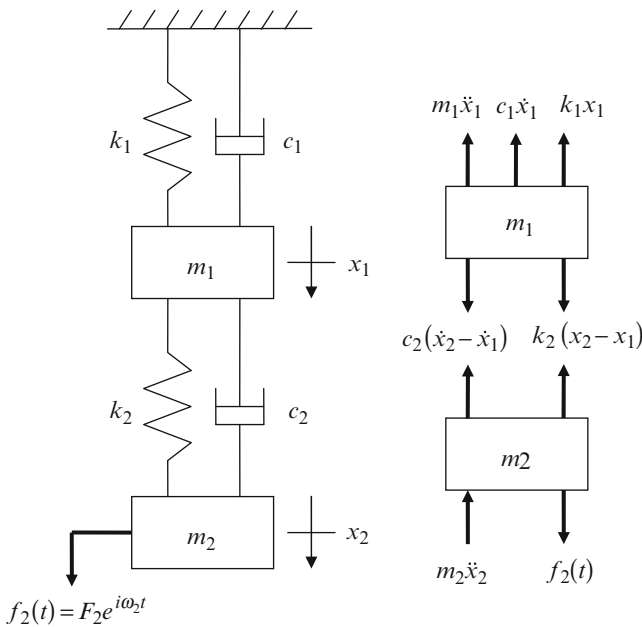 k₁
c₁
m₁
x₁
k₂
c₂
m₂
x₂
f₂(t) = F₂e^{iω₂t}
m₁ẍ₁
c₁ẋ₁
k₁x₁
m₁
c₂(ẋ₂ − ẋ₁)
k₂(x₂ − x₁)
m2
m₂ẍ₂
f₂(t)